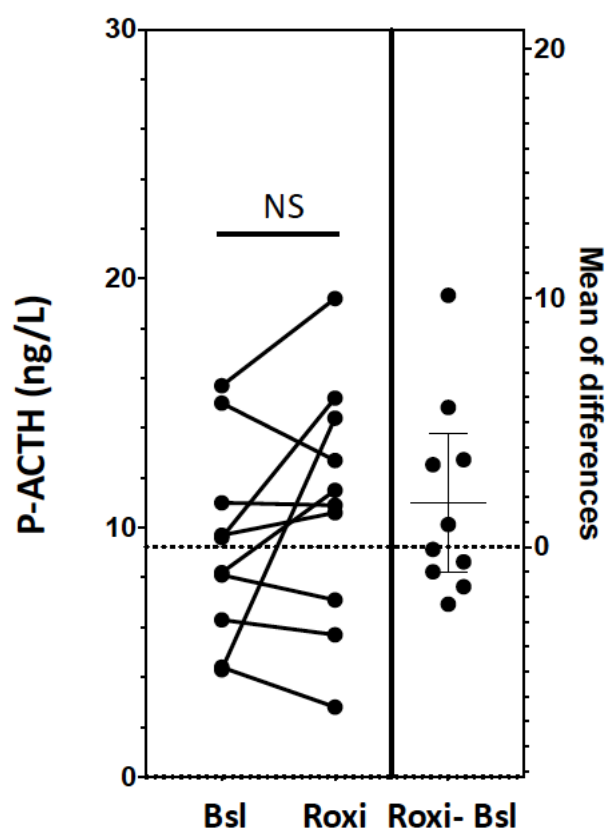 30
20
10
0
P-ACTH (ng/L)
NS
20
10
0
Mean of differences
Bsl Roxi Roxi- Bsl